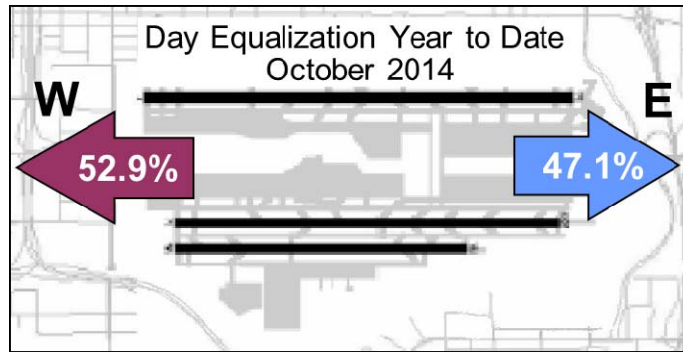 Day Equalization Year to Date
October 2014
W
E
52.9%
47.1%